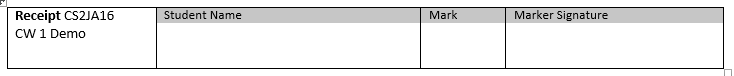 Receipt CS2JA16 Student Name Mark Marker Signature
CW 1 Demo